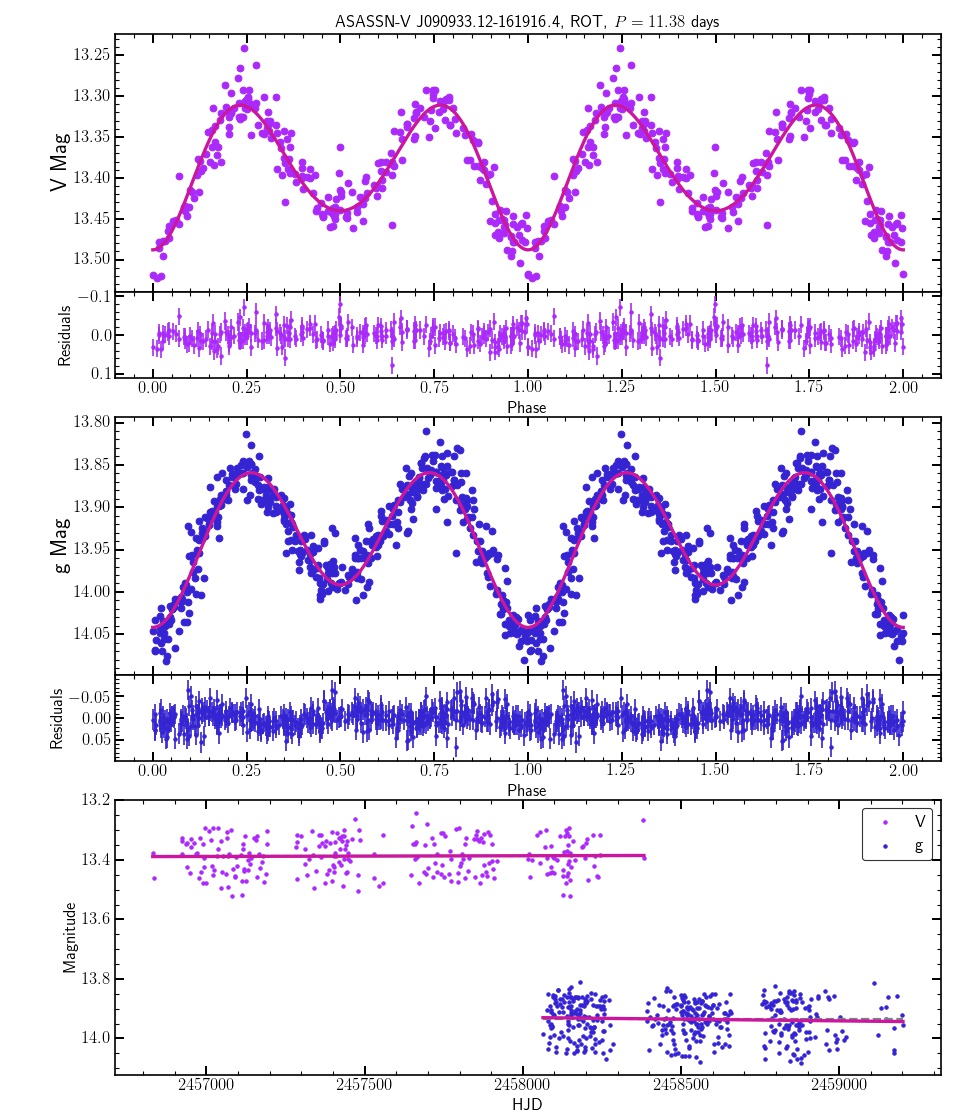 ASASSN-V J090933.12-161916.4, ROT, P = 11.38 days
V Mag
13.25
13.30
13.35
13.40
13.45
13.50
Residuals
−0.1
0.0
0.1
0.00 0.25 0.50 0.75 1.00 1.25 1.50 1.75 2.00
Phase
g Mag
13.80
13.85
13.90
13.95
14.00
14.05
Residuals
−0.05
0.00
0.05
0.00 0.25 0.50 0.75 1.00 1.25 1.50 1.75 2.00
Phase
Magnitude
13.2
13.4
13.6
13.8
14.0
V
g
2457000 2457500 2458000 2458500 2459000
HJD